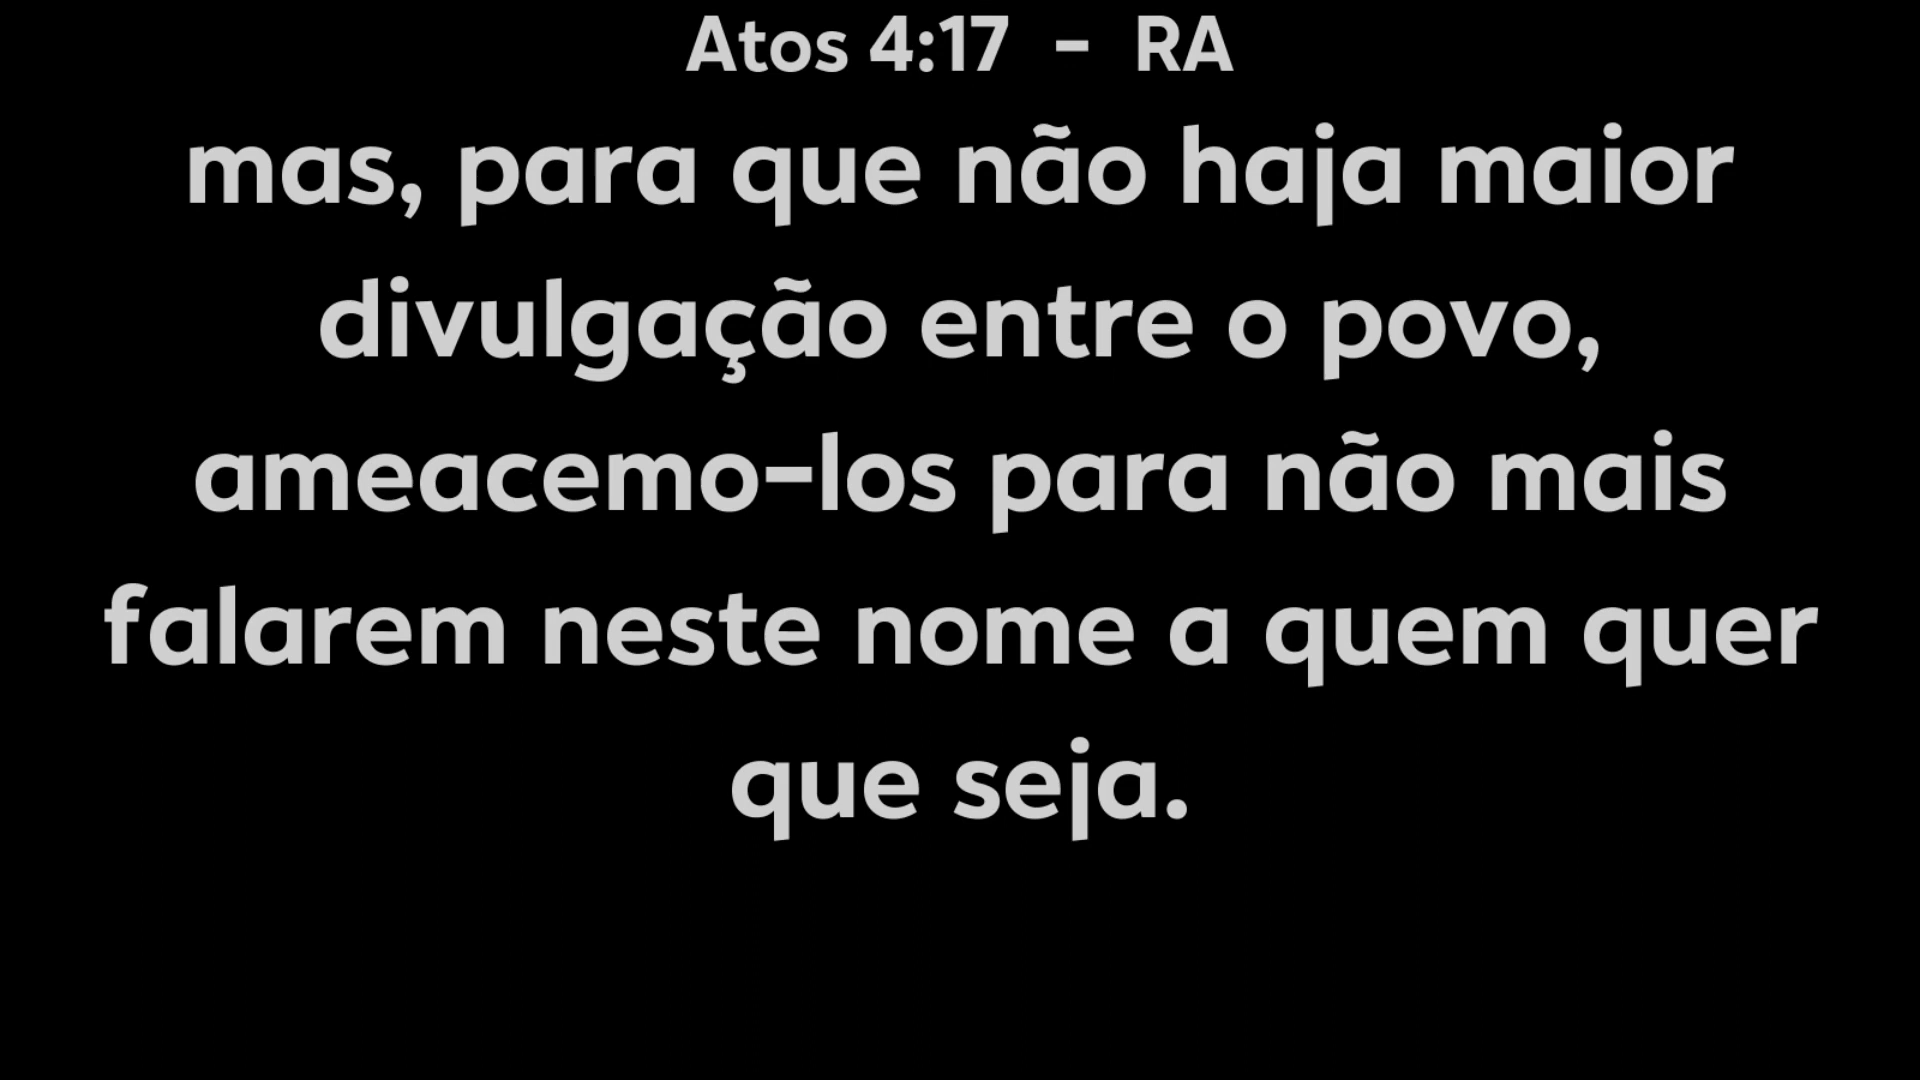 Atos 4:17 - RA
mas, para que não haja maior
divulgação entre o povo,
ameacemo-los para não mais
falarem neste nome a quem quer
que seja.